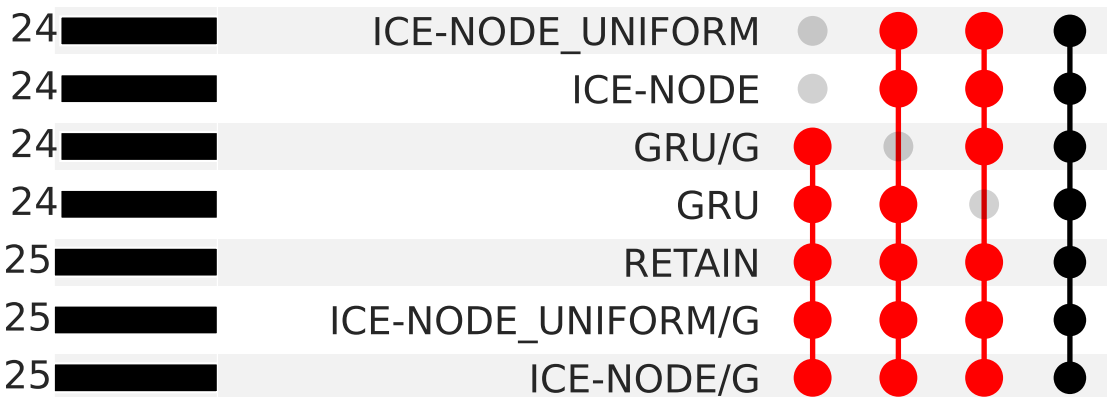 24 ICE-NODE_UNIFORM
24 ICE-NODE
24 GRU/G
24 GRU
25 RETAIN
25 ICE-NODE_UNIFORM/G
25 ICE-NODE/G